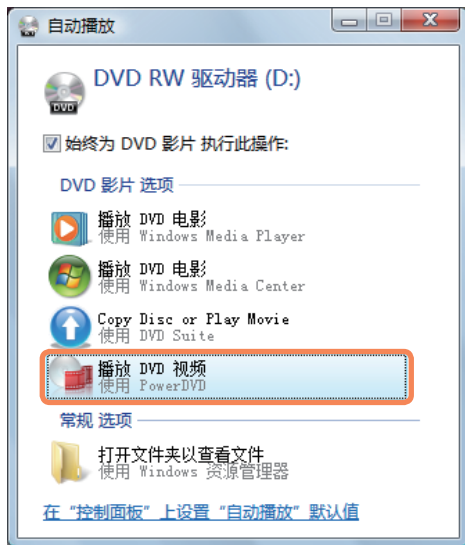 自动播放
DVD RW 驱动器 (D:)
DVD
始终为 DVD 影片 执行此操作:
DVD 影片 选项
播放 DVD 电影
使用 Windows Media Player
播放 DVD 电影
使用 Windows Media Center
Copy Disc or Play Movie
使用 DVD Suite
播放 DVD 视频
使用 PowerDVD
常规 选项
打开文件夹以查看文件
使用 Windows 资源管理器
在“控制面板”上设置“自动播放”默认值